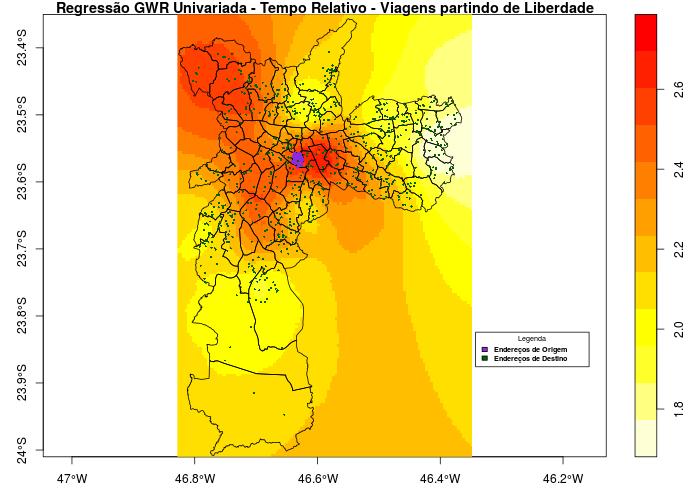 Regressão GWR Univariada - Tempo Relativo - Viagens partindo de Liberdade
23.4°S
23.5°S
23.6°S
23.7°S
23.8°S
23.9°S
24°S
47°W
46.8°W
46.6°W
46.4°W
46.2°W
Legenda
Endereços de Origem
Endereços de Destino
2.6
2.4
2.2
2.0
1.8